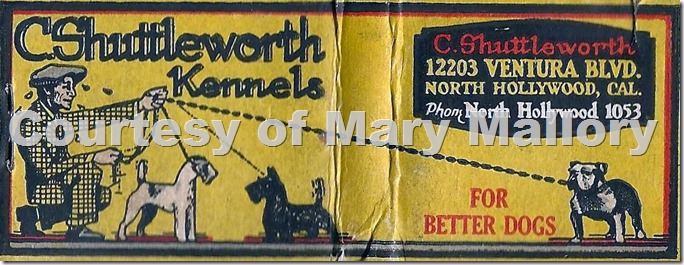 C. Shuttleworth
Kennels
C. Shuttleworth
12203 VENTURA BLVD.
NORTH HOLLYWOOD, CAL.
Phone North Hollywood 1053
Courtesy of Mary Mallory
FOR
BETTER DOGS